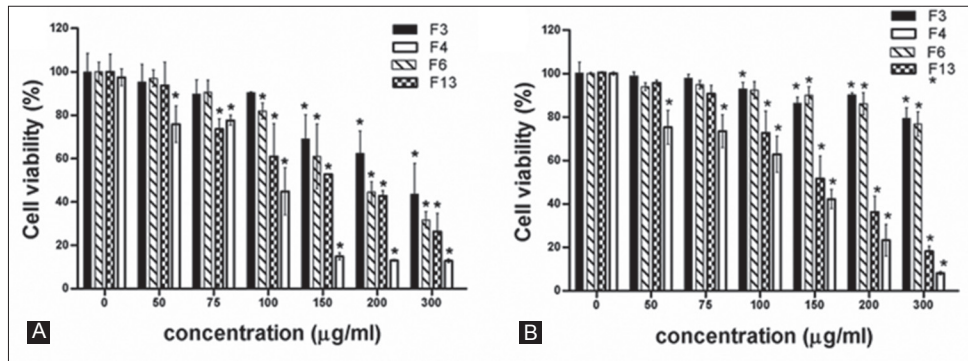 120
100
80
60
40
20
0
Cell viability (%)
F3
F4
F6
F13
* * * * * * * * * * * * * * * *
0 50 75 100 150 200 300
concentration (μg/ml)
A
120
100
80
60
40
20
0
Cell viability (%)
F3
F4
F6
F13
* * * * * * * * * * * * * * * * *
0 50 75 100 150 200 300
concentration (μg/ml)
B